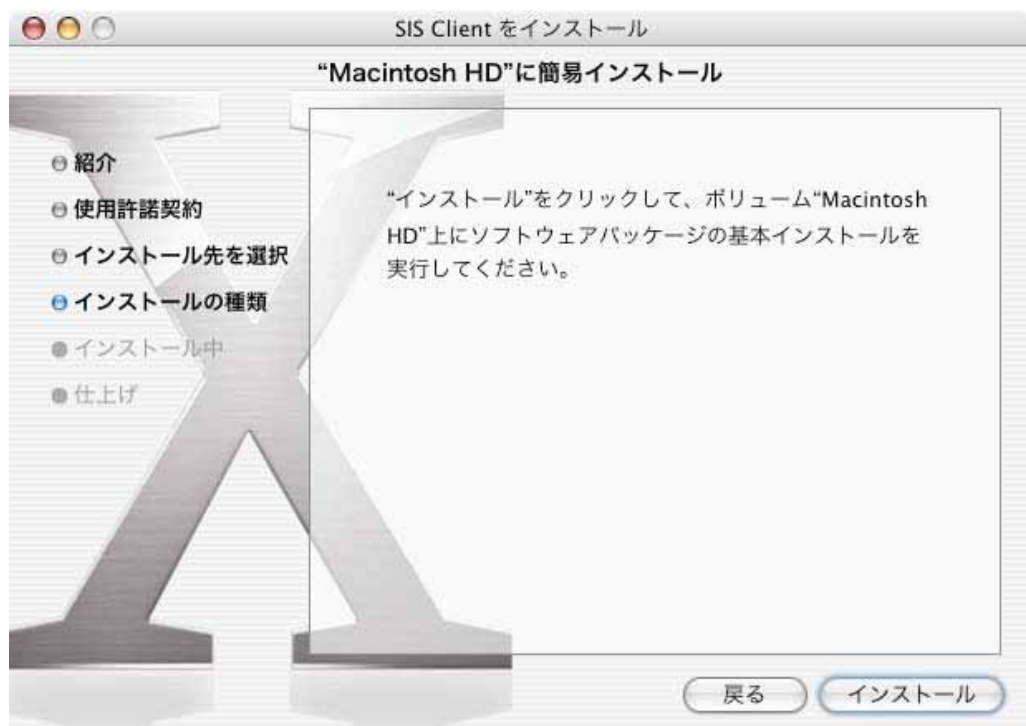 SIS Client をインストール
“Macintosh HD”に簡易インストール
紹介
使用許諾契約
インストール先を選択
インストールの種類
インストール中
仕上げ
“インストール”をクリックして、ボリューム“Macintosh
HD”上にソフトウェアパッケージの基本インストールを
実行してください。
戻る
インストール